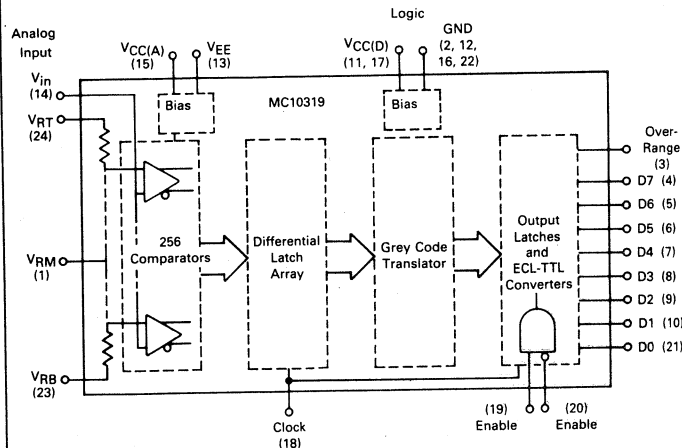 Logic
Analog
Input
VCC(A)
(15)
VEE
(13)
VCC(D)
(11, 17)
GND
(2, 12,
16, 22)
Vin
(14)
VRT
(24)
VRM
(1)
VRB
(23)
Bias
MC10319
Bias
256
Comparators
Differential
Latch
Array
Grey Code
Translator
Output
Latches
and
ECL-TTL
Converters
Over-
Range
(3)
D7 (4)
D6 (5)
D5 (6)
D4 (7)
D3 (8)
D2 (9)
D1 (10)
D0 (21)
Clock
(18)
(19)
Enable
(20)
Enable